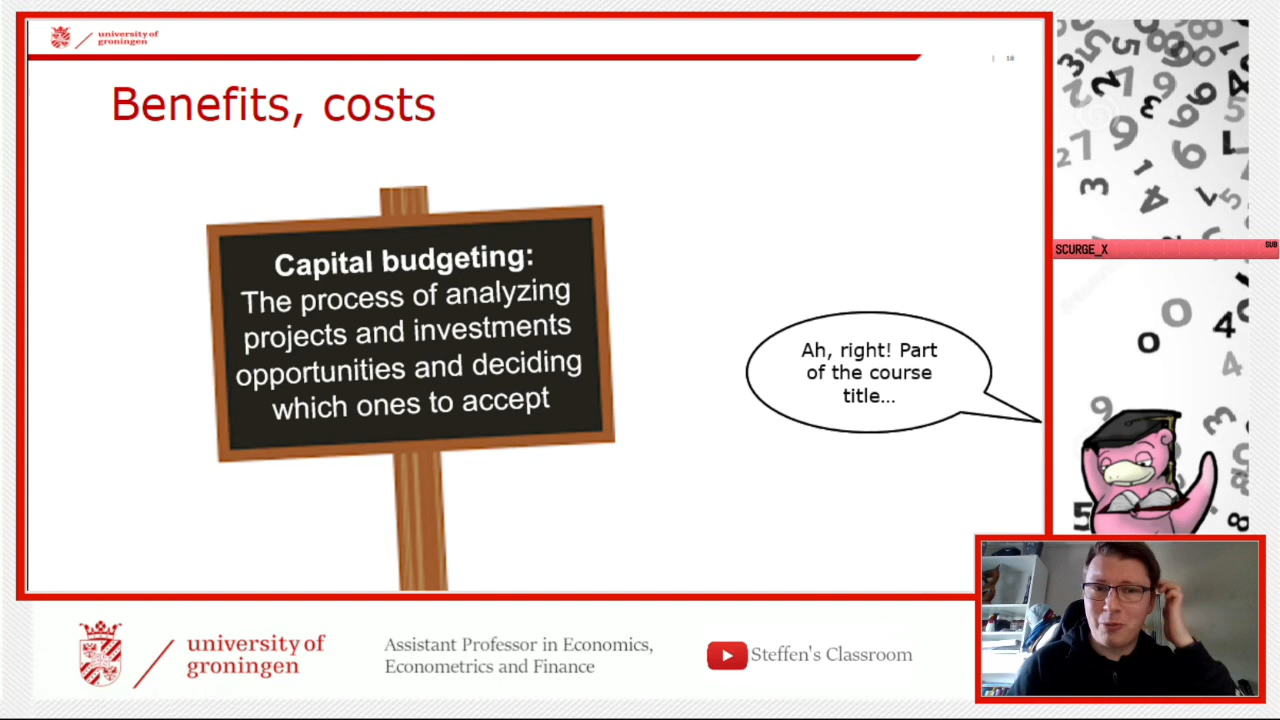 university of
groningen
18
Benefits, costs
Capital budgeting:
The process of analyzing
projects and investments
opportunities and deciding
which ones to accept
Ah, right! Part
of the course
title...
SCURGE_X
SUB
university of
groningen
Assistant Professor in Economics,
Econometrics and Finance
Steffen's Classroom